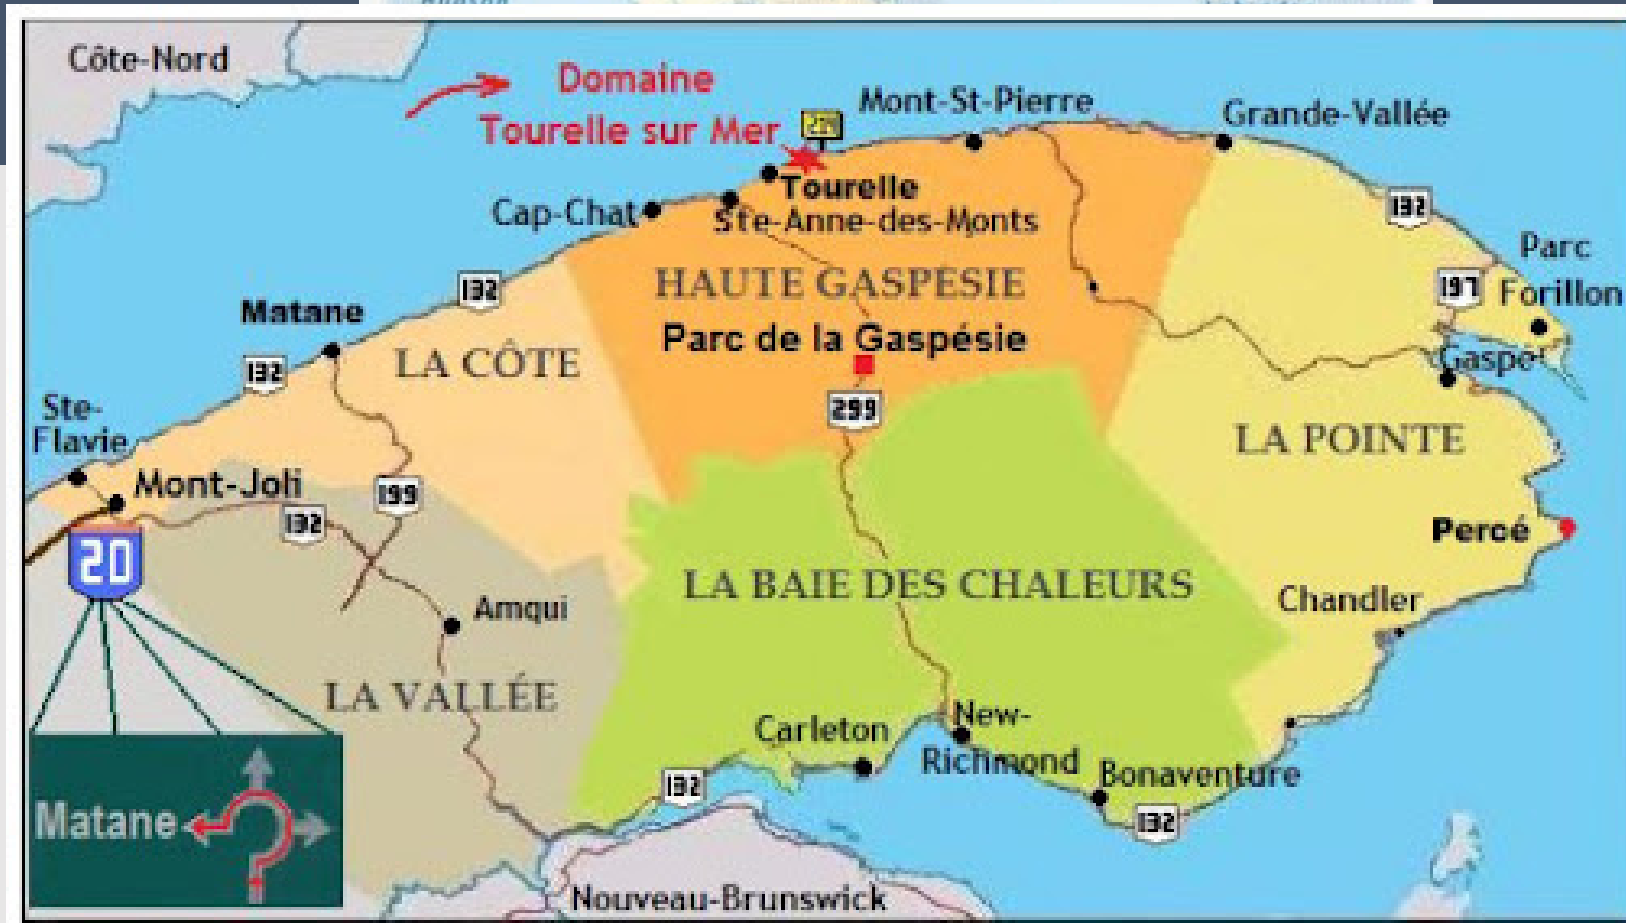 Côte-Nord
Domaine
Tourelle sur Mer
Mont-St-Pierre
Grande-Vallée
Tourelle
Cap-Chat
Ste-Anne-des-Monts
132
Parc
Forillon
197
HAUTE GASPÉSIE
132
Matane
Parc de la Gaspésie
LA CÔTE
132
Gaspé
299
Ste-
Flavie
LA POINTE
Mont-Joli
199
132
Percé
20
LA BAIE DES CHALEURS
Chandler
Amqui
LA VALLÉE
New-
Richmond
Carleton
Bonaventure
132
132
Matane
Nouveau-Brunswick